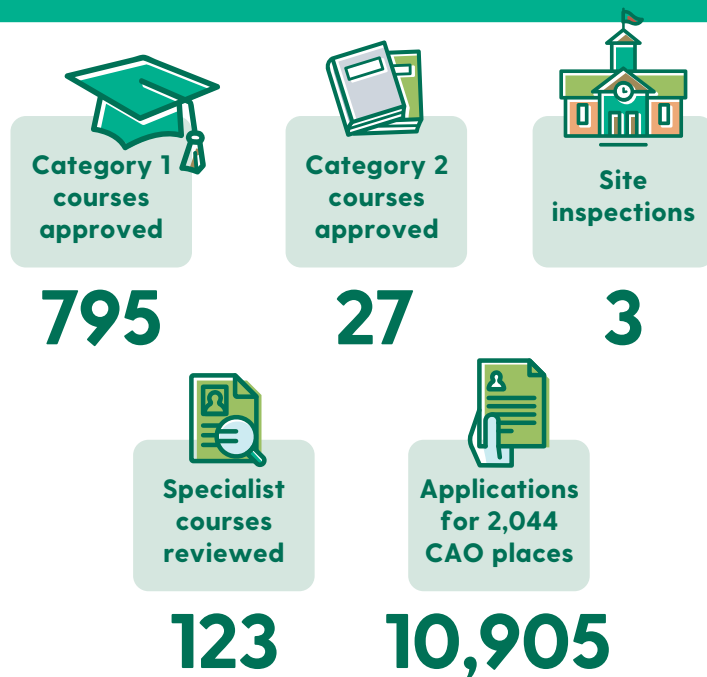 Category 1
courses
approved
795
Category 2
courses
approved
27
Site
inspections
3
Specialist
courses
reviewed
123
Applications
for 2,044
CAO places
10,905